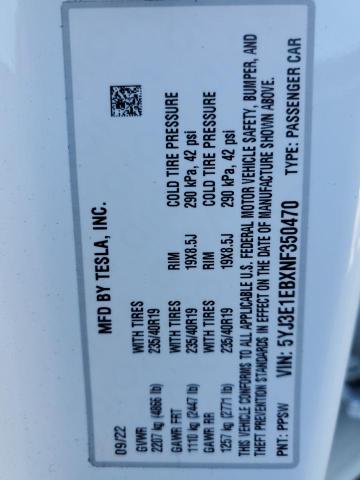 MFD BY TESLA, INC.
09/22
GVWR
2207 kg (4866 lb)
GAWR FRT WITH TIRES RIM COLD TIRE PRESSURE
1110 kg (2447 lb) 235/40R19 19X8.5J 290 kPa, 42 psi
GAWR RR WITH TIRES RIM COLD TIRE PRESSURE
1257 kg (2771 lb) 235/40R19 19X8.5J 290 kPa, 42 psi
THIS VEHICLE CONFORMS TO ALL APPLICABLE U.S. FEDERAL MOTOR VEHICLE SAFETY, BUMPER, AND
THEFT PREVENTION STANDARDS IN EFFECT ON THE DATE OF MANUFACTURE SHOWN ABOVE.
PNT: PPSW VIN: 5YJ3E1EBXNF350470 TYPE: PASSENGER CAR